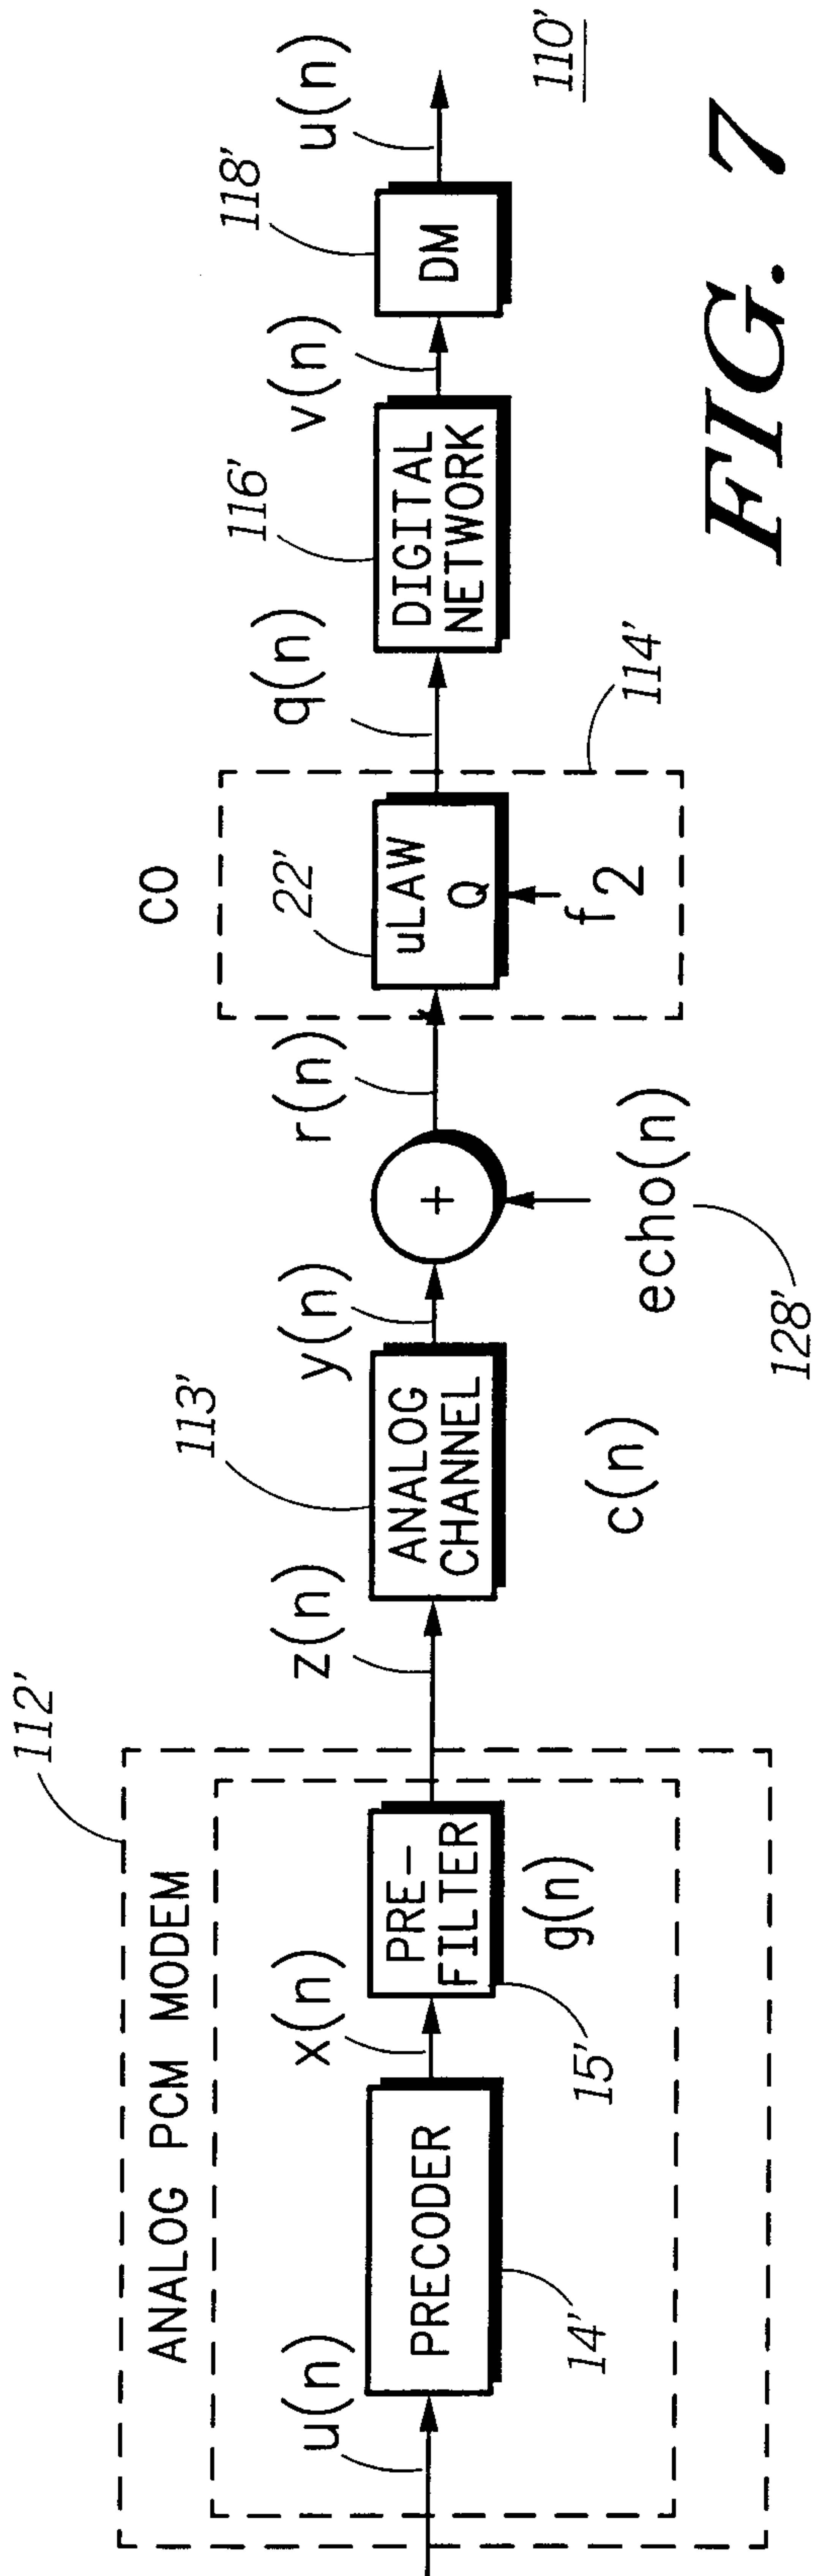 112'
ANALOG PCM MODEM
u(n)
PRECODER
14'
x(n)
PRE-
FILTER
15'
g(n)
z(n)
113'
ANALOG
CHANNEL
c(n)
y(n)
+
echo(n)
128'
r(n)
CO
22'
uLAW
Q
f2
114'
q(n)
116'
DIGITAL
NETWORK
v(n)
118'
DM
u(n)
110'
FIG. 7